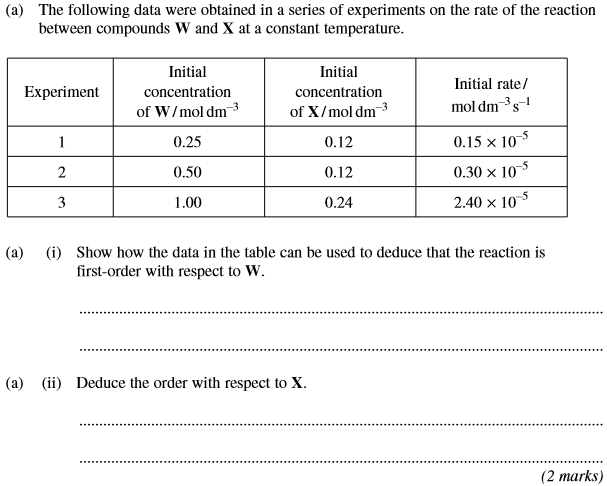 (a) The following data were obtained in a series of experiments on the rate of the reaction
between compounds W and X at a constant temperature.
Experiment
Initial
concentration
of W/mol dm⁻³
Initial
concentration
of X/mol dm⁻³
Initial rate/
mol dm⁻³ s⁻¹
1 0.25 0.12 0.15 × 10⁻⁵
2 0.50 0.12 0.30 × 10⁻⁵
3 1.00 0.24 2.40 × 10⁻⁵
(a) (i) Show how the data in the table can be used to deduce that the reaction is
first-order with respect to W.
(a) (ii) Deduce the order with respect to X.
(2 marks)